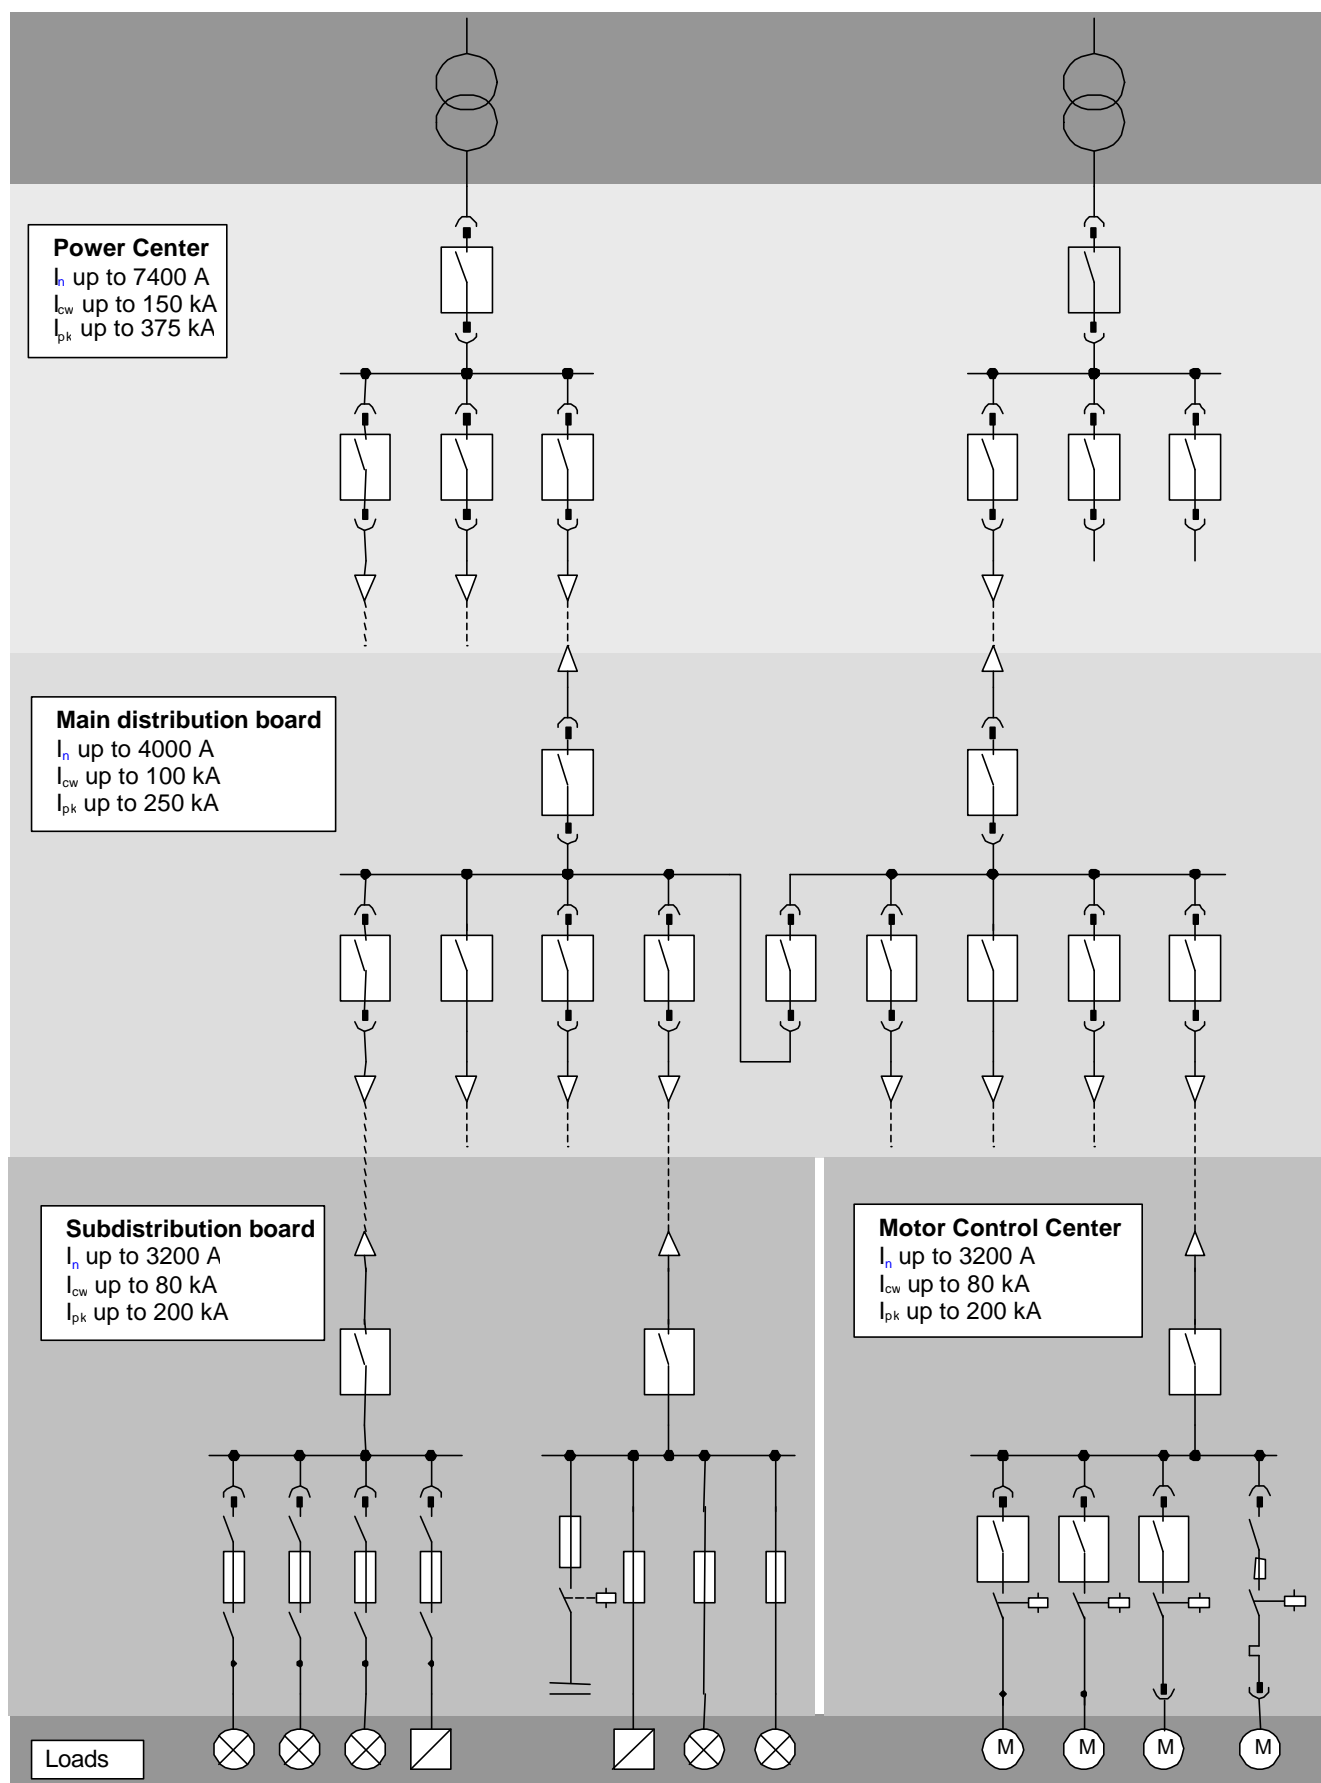 Power Center
In up to 7400 A
Icw up to 150 kA
Ipk up to 375 kA
Main distribution board
In up to 4000 A
Icw up to 100 kA
Ipk up to 250 kA
Subdistribution board
In up to 3200 A
Icw up to 80 kA
Ipk up to 200 kA
Motor Control Center
In up to 3200 A
Icw up to 80 kA
Ipk up to 200 kA
Loads
M M M M